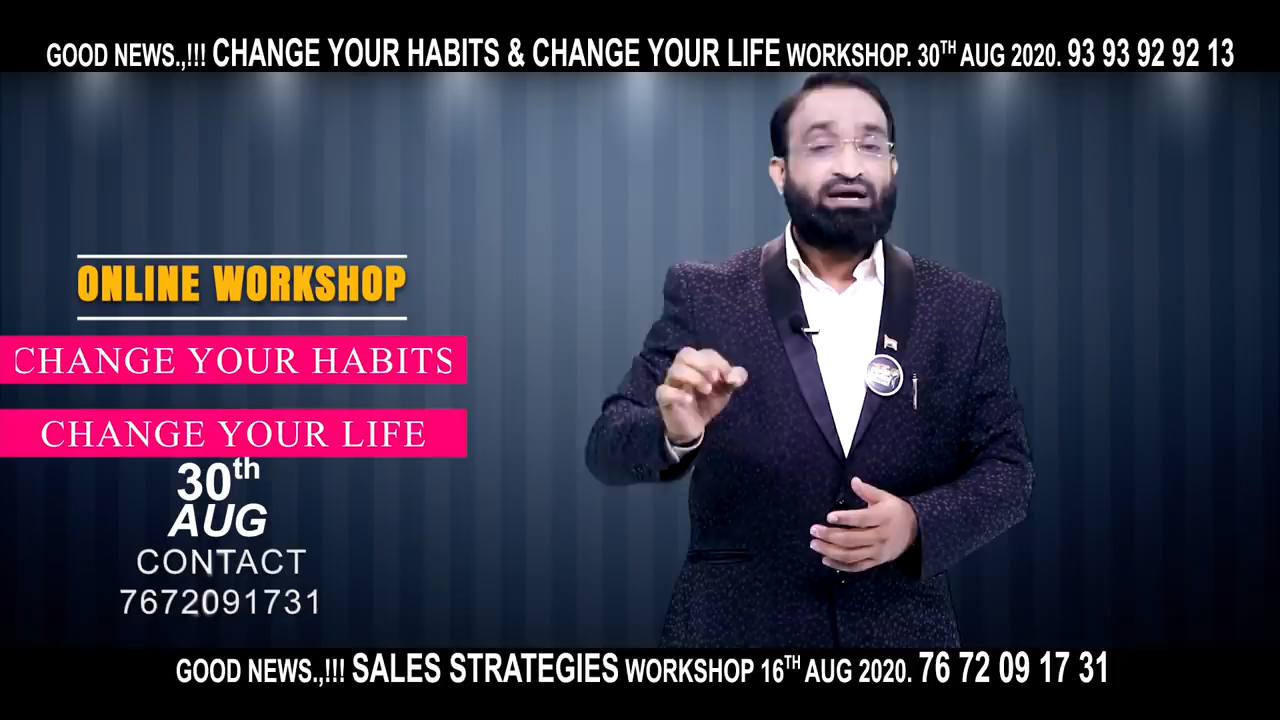 GOOD NEWS.,!!! CHANGE YOUR HABITS & CHANGE YOUR LIFE WORKSHOP. 30TH AUG 2020. 93 93 92 92 13
ONLINE WORKSHOP
CHANGE YOUR HABITS
CHANGE YOUR LIFE
30th
AUG
CONTACT
7672091731
GOOD NEWS.,!!! SALES STRATEGIES WORKSHOP 16TH AUG 2020. 76 72 09 17 31